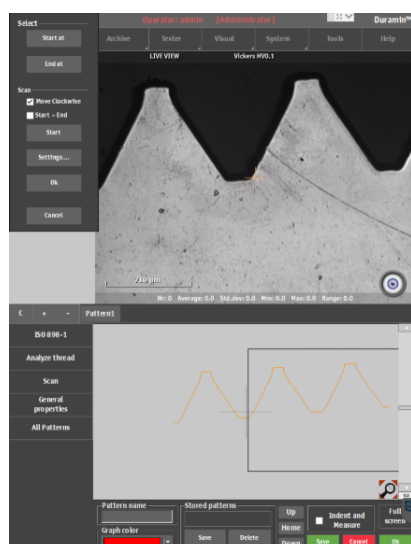 Select
Start at
End at
Scan
Move Clockwise
Start = End
Start
Settings...
Ok
Cancel
Operator: admin [Administrator]
Duramin
Archive Tester Visual System Tools Help
LIVE VIEW Vickers HV0.1
Nr: 0 Average: 0.0 Std.dev: 0.0 Min: 0.0 Max: 0.0 Range: 0.0
C + - Pattern1
ISO 898-1
Analyze thread
Scan
General
properties
All Patterns
Pattern name
Graph color
Stored patterns
Save Delete
Up
Home
Down
Indent and
Measure
Save Cancel
Full
screen
Ok